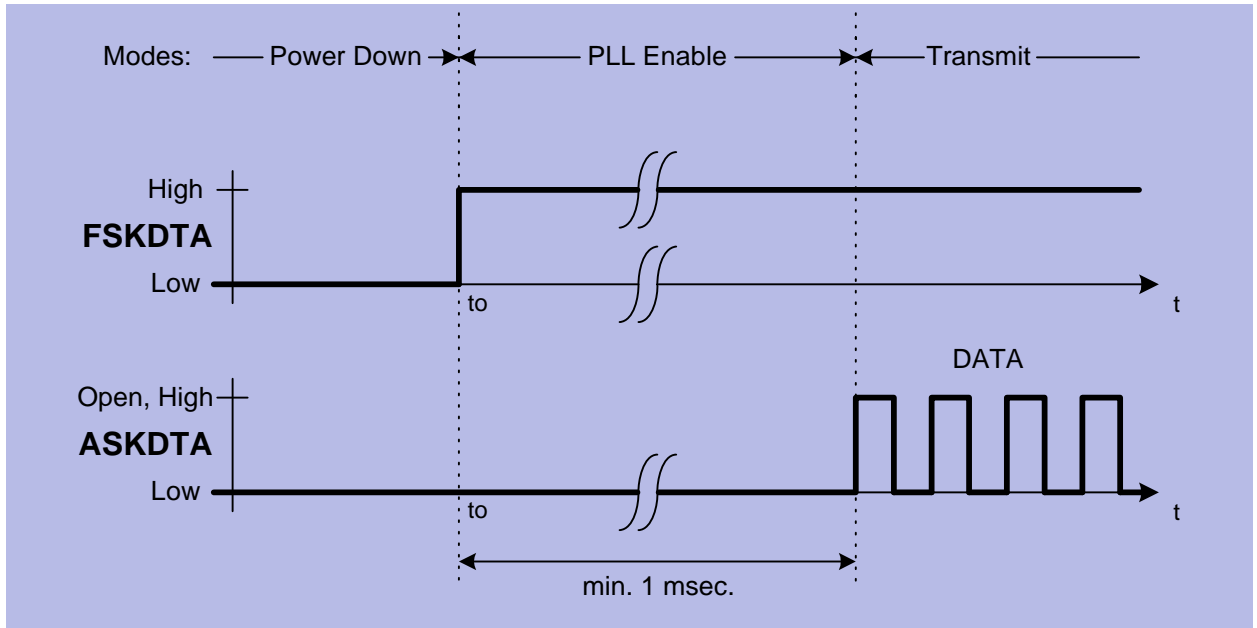 Modes: Power Down PLL Enable Transmit
High
FSKDTA
Low
to
t
DATA
Open, High
ASKDTA
Low
to
t
min. 1 msec.